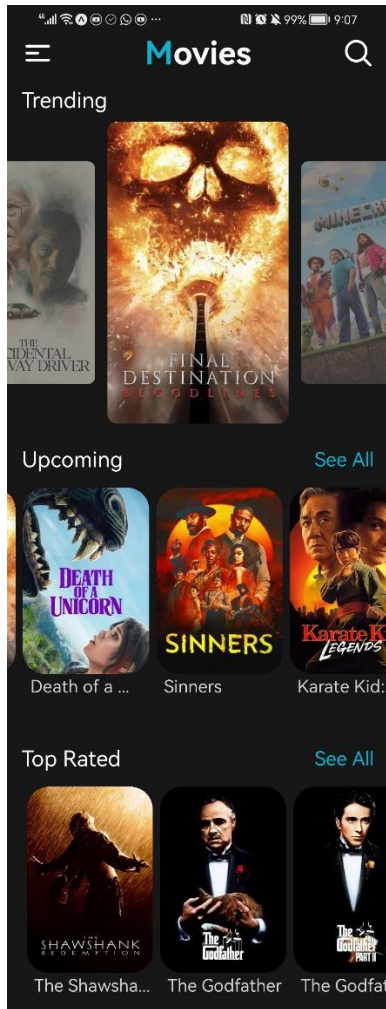 99% 9:07
Movies
Trending
THE
CIDENTAL
WAY DRIVER
FINAL
DESTINATION
BLOODLINES
MINECRAF
MOVIE
Upcoming See All
DEATH
OF A
UNICORN
SINNERS
Karate K
LEGENDS
Death of a ... Sinners Karate Kid:
Top Rated See All
THE
SHAWSHANK
REDEMPTION
The
Godfather
The
Godfather
PART II
The Shawsha... The Godfather The Godfat